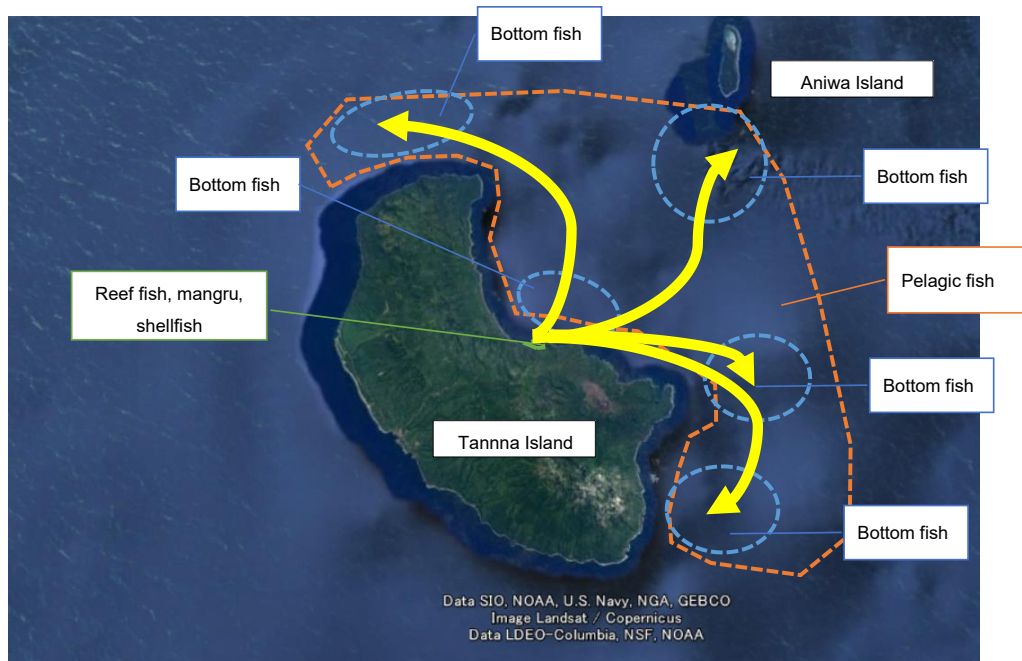 Bottom fish
Aniwa Island
Bottom fish
Bottom fish
Pelagic fish
Reef fish, mangru,
shellfish
Bottom fish
Tannna Island
Bottom fish
Data SIO, NOAA, U.S. Navy, NGA, GEBCO
Image Landsat / Copernicus
Data LDEO-Columbia, NSF, NOAA